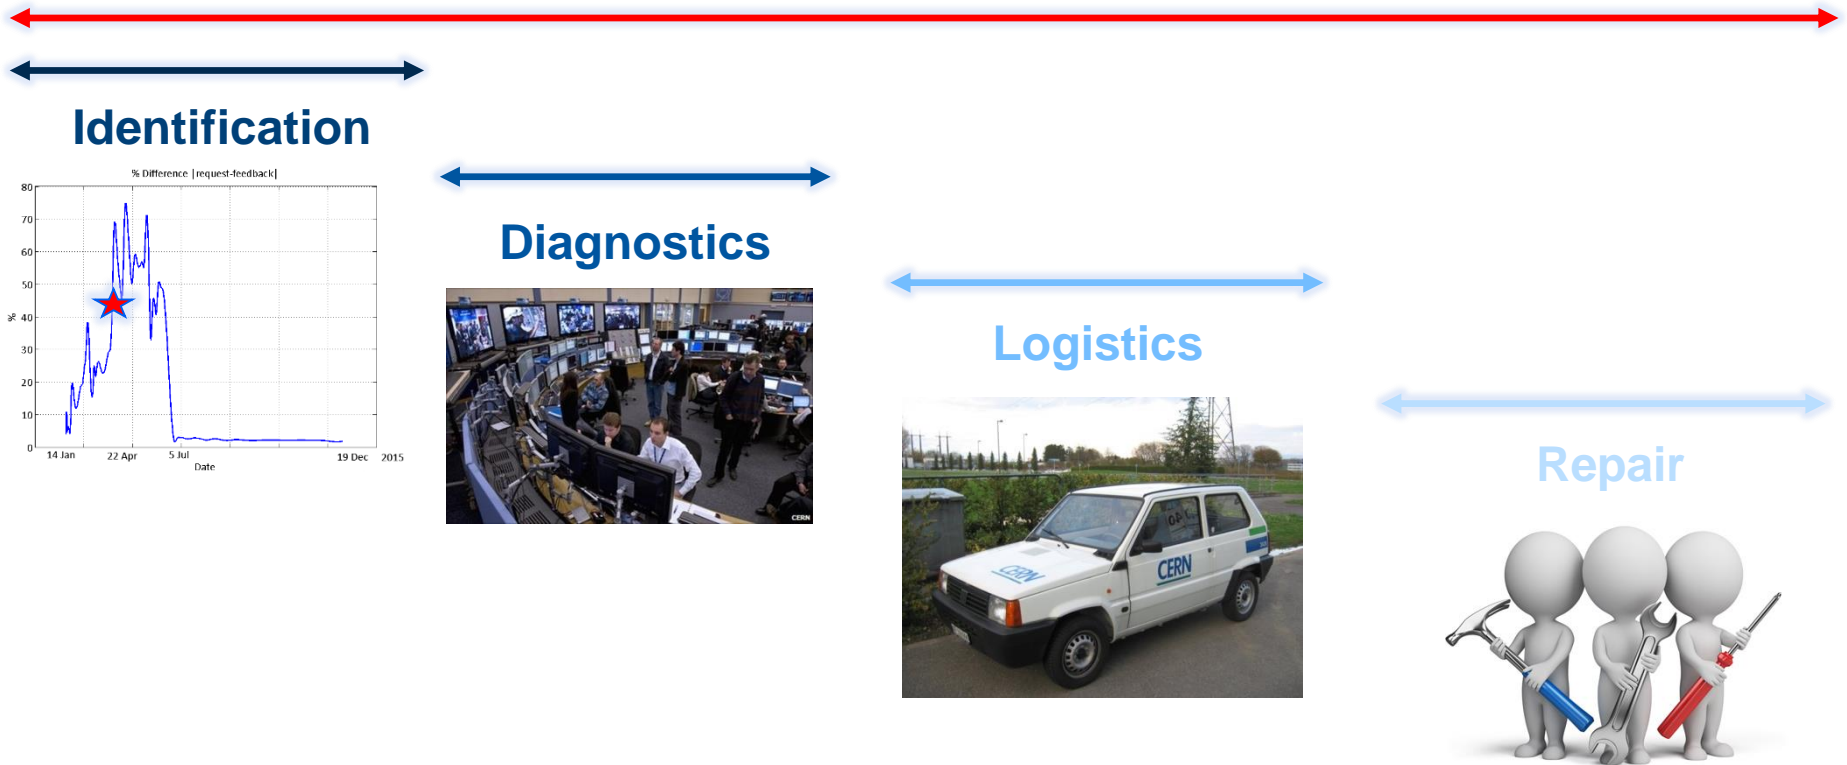 Identification
% Difference |request-feedback|
80
70
60
50
40
30
20
10
0
%
14 Jan 22 Apr 5 Jul 19 Dec 2015
Date
Diagnostics
CERN
Logistics
CERN
CERN
Repair